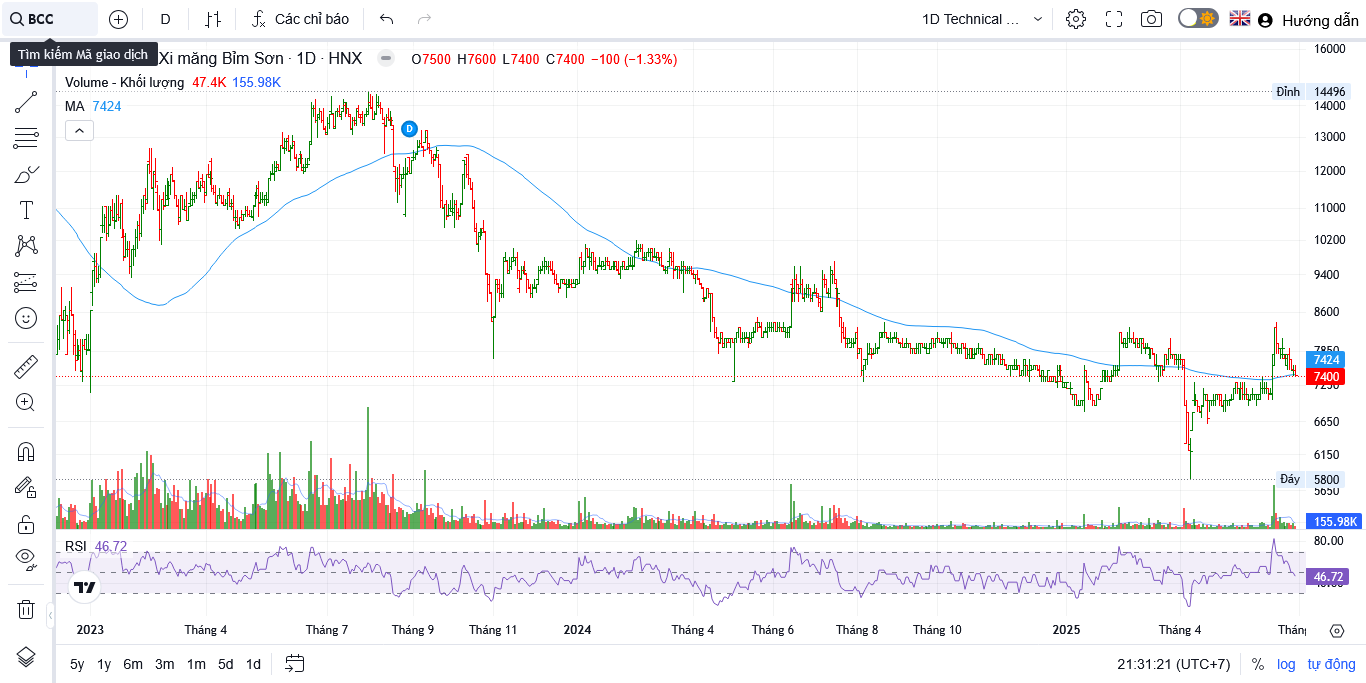 BCC D Các chỉ báo 1D Technical ... Hướng dẫn
Tìm kiếm Mã giao dịch
Xi măng Bỉm Sơn · 1D · HNX O7500 H7600 L7400 C7400 −100 (−1.33%)
Volume - Khối lượng 47.4K 155.98K
MA 7424
D
16000
Đỉnh 14496
14000
13000
12000
11000
10200
9400
8600
7850
7424
7400
7250
6650
6150
Đáy 5800
5650
155.98K
RSI 46.72
80.00
46.72
2023 Tháng 4 Tháng 7 Tháng 9 Tháng 11 2024 Tháng 4 Tháng 6 Tháng 8 Tháng 10 2025 Tháng 4
5y 1y 6m 3m 1m 5d 1d 21:31:21 (UTC+7) % log tự động